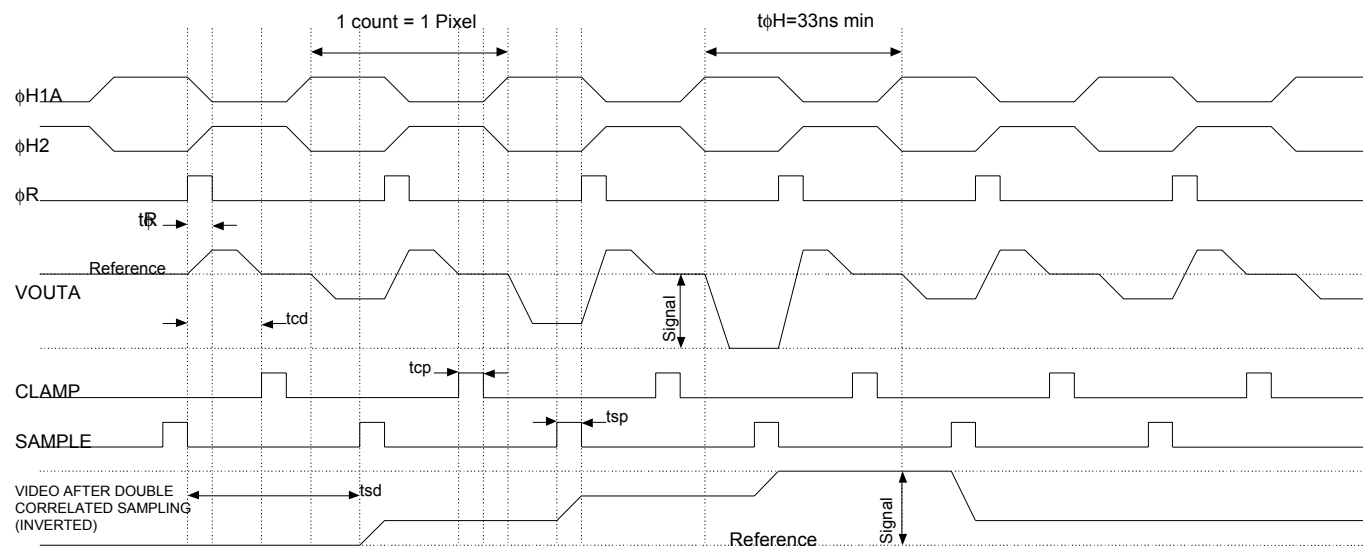 1 count = 1 Pixel
tϕH=33ns min
ϕH1A
ϕH2
ϕR
tϕR
Reference
VOUTA
tcd
Signal
tcp
CLAMP
tsp
SAMPLE
VIDEO AFTER DOUBLE
CORRELATED SAMPLING
(INVERTED)
tsd
Signal
Reference